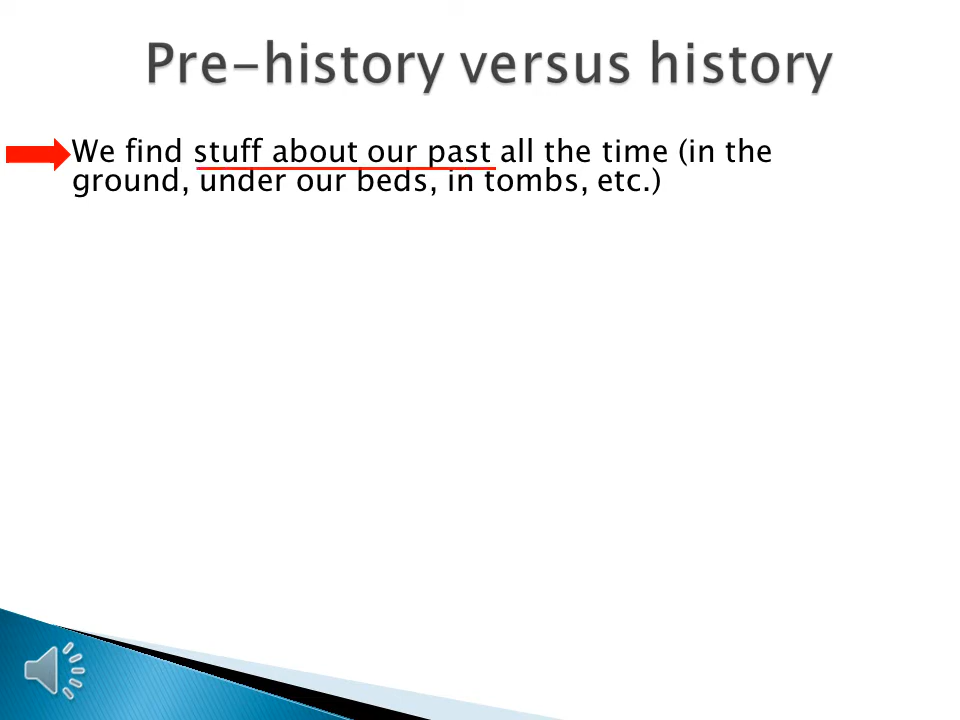 Pre-history versus history
We find stuff about our past all the time (in the
ground, under our beds, in tombs, etc.)